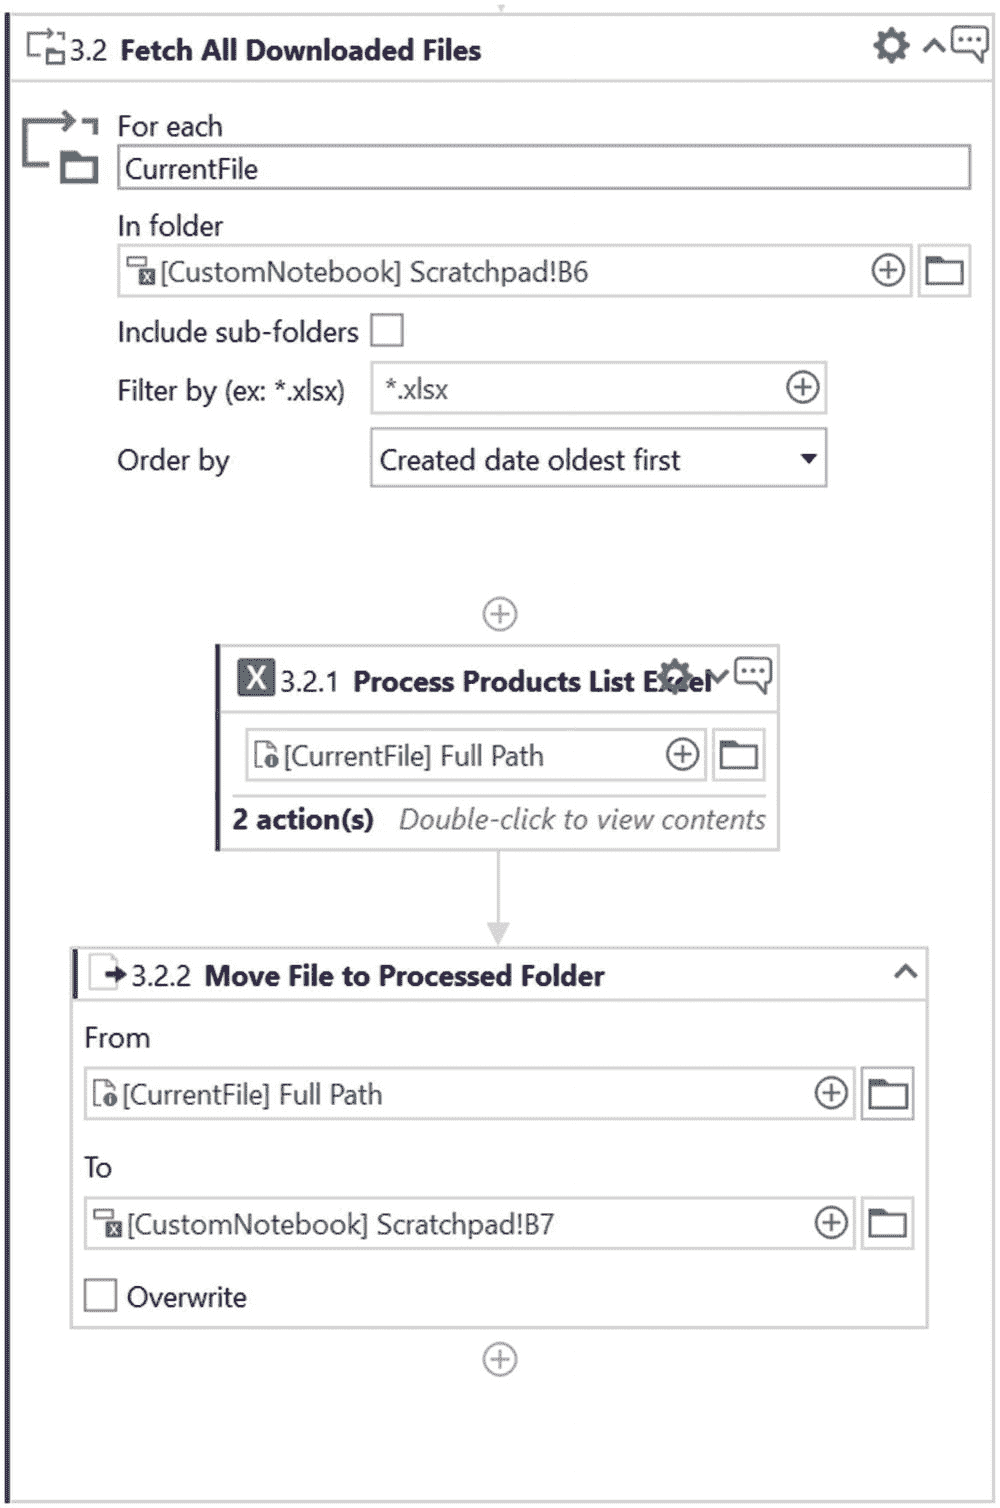 3.2 Fetch All Downloaded Files
For each
CurrentFile
In folder
[CustomNotebook] Scratchpad!B6
Include sub-folders
Filter by (ex: *.xlsx) *.xlsx
Order by Created date oldest first
3.2.1 Process Products List Excel
[CurrentFile] Full Path
2 action(s) Double-click to view contents
3.2.2 Move File to Processed Folder
From
[CurrentFile] Full Path
To
[CustomNotebook] Scratchpad!B7
Overwrite